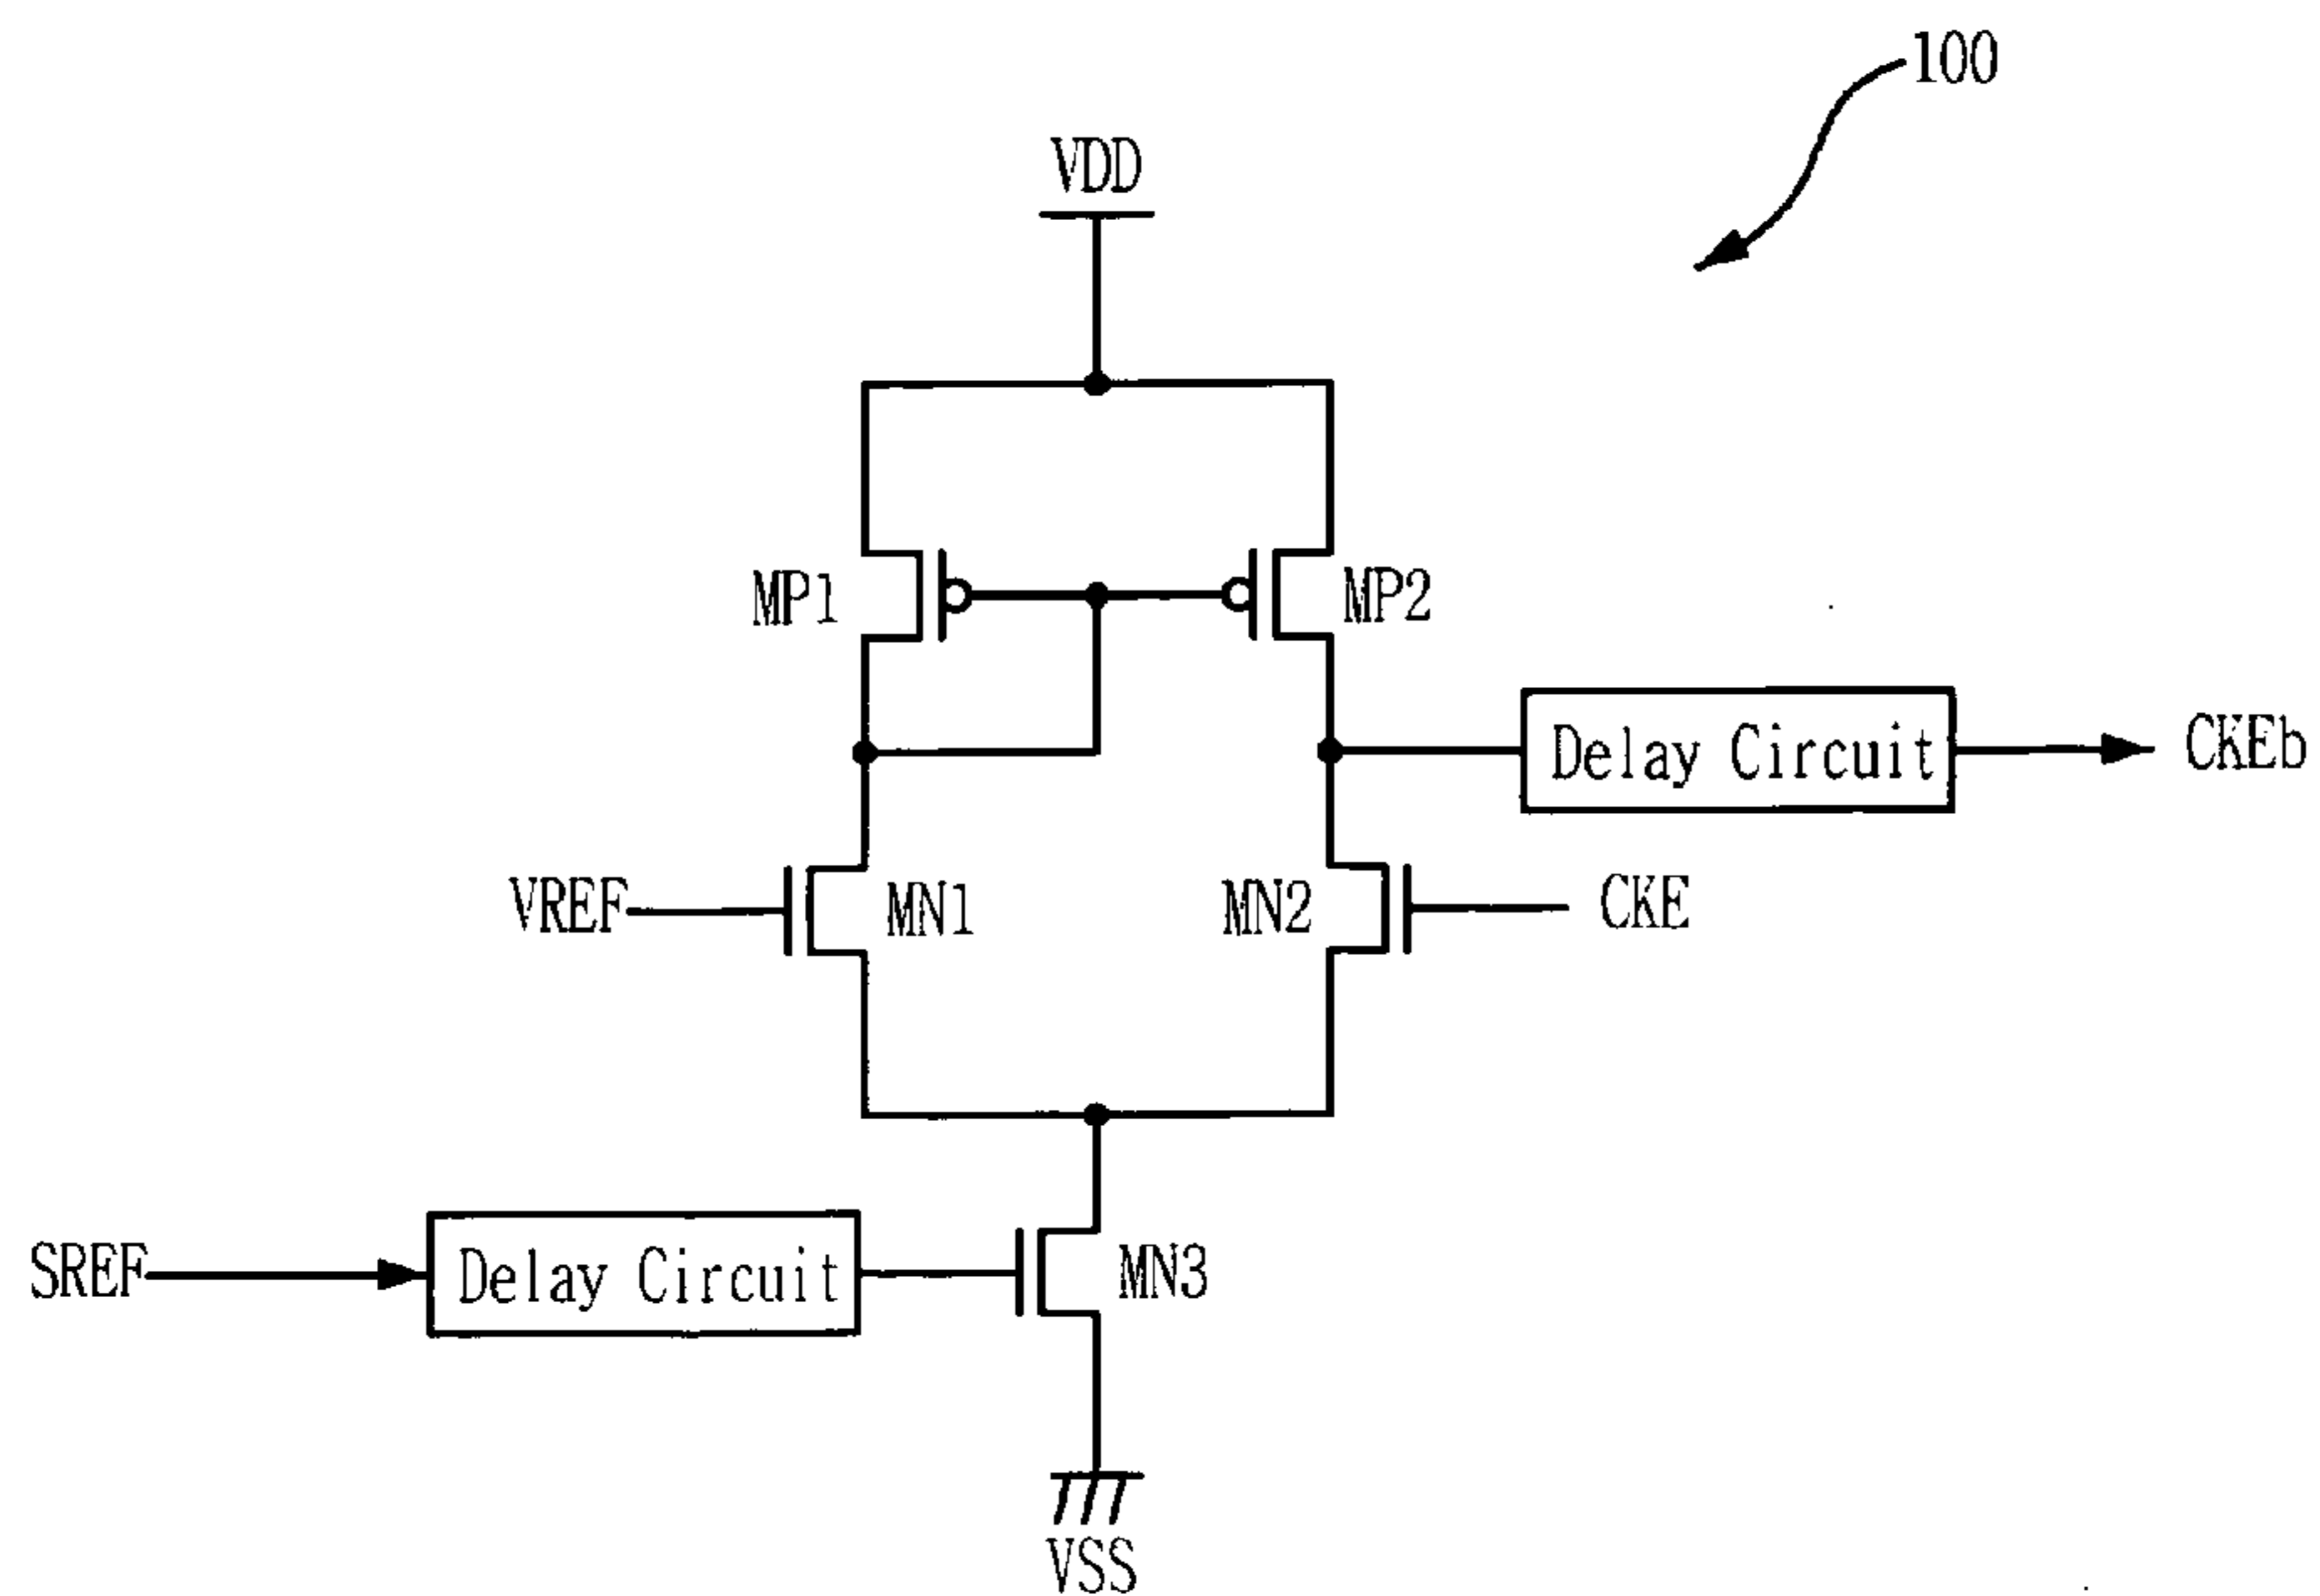 100
VDD
MP1
MP2
Delay Circuit
CKEb
VREF
MN1
MN2
CKE
SREF
Delay Circuit
MN3
VSS